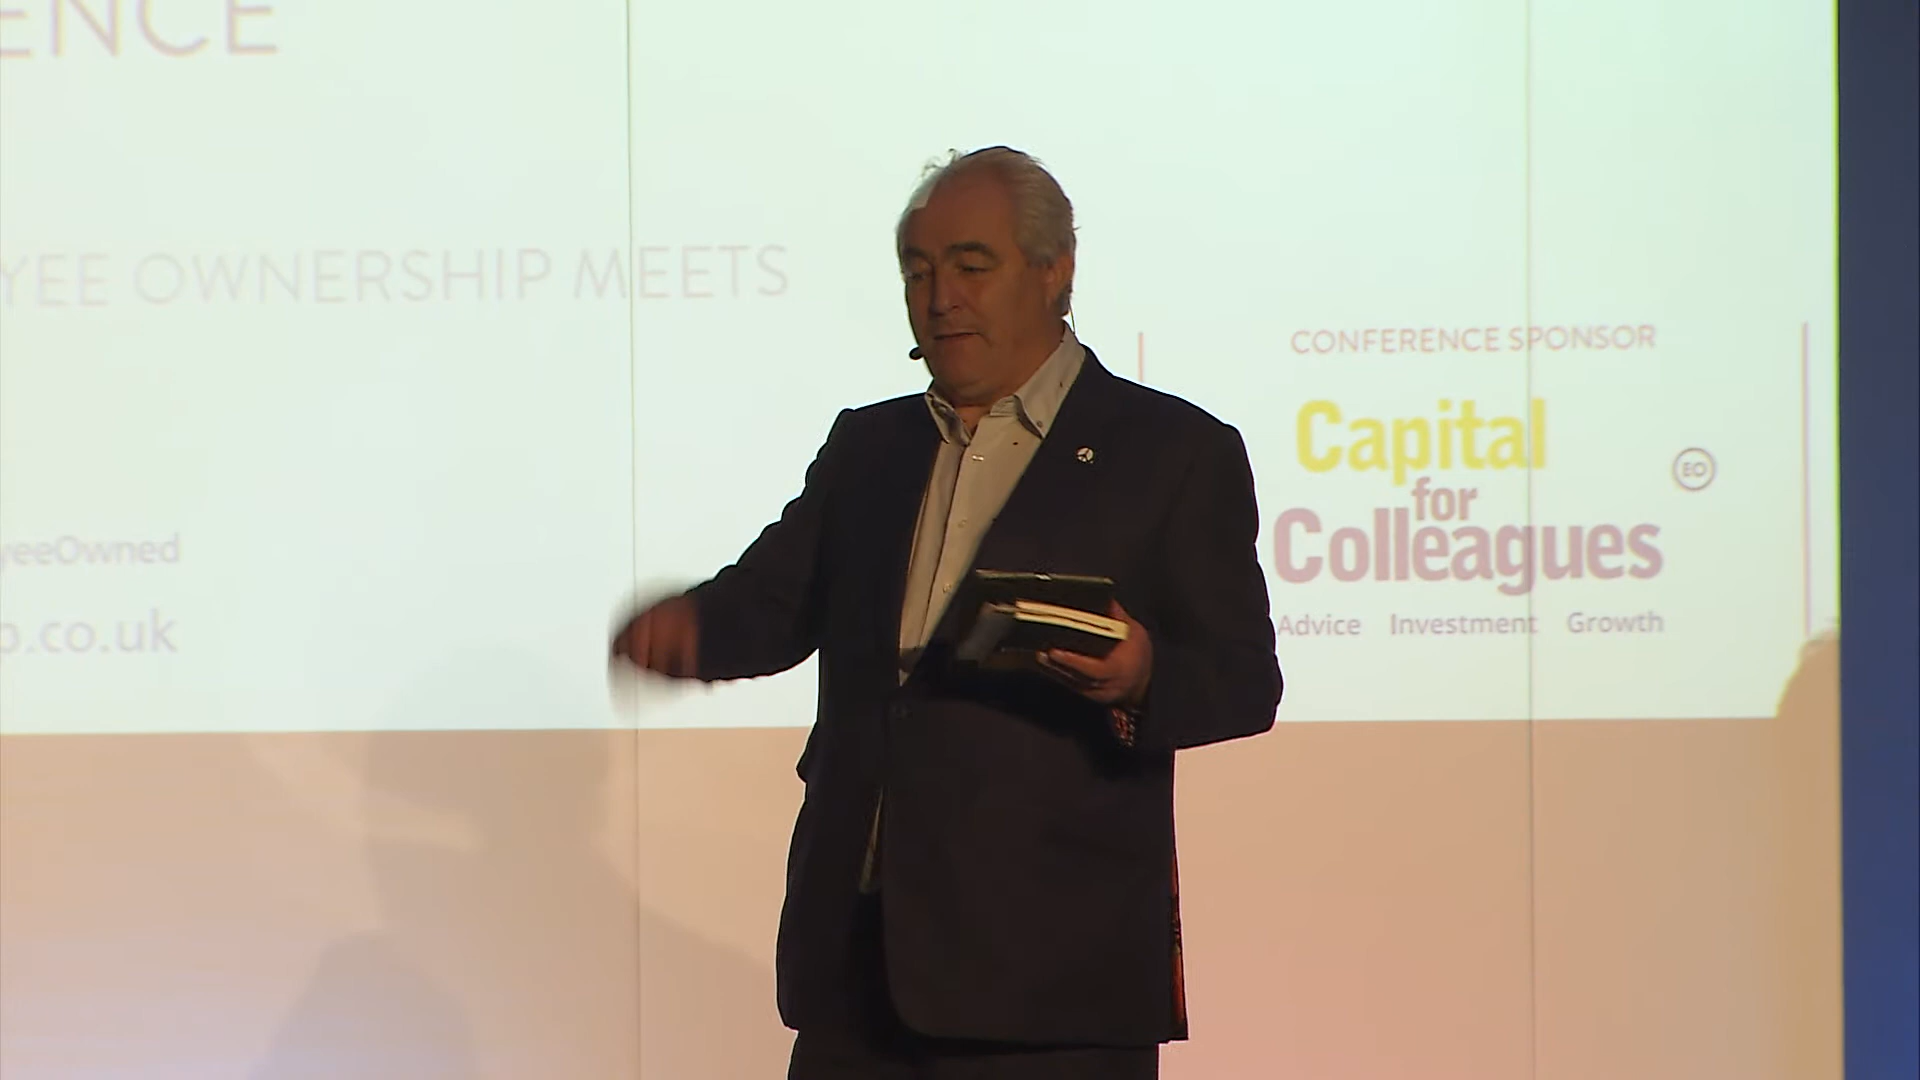 ENCE
YEE OWNERSHIP MEETS
CONFERENCE SPONSOR
Capital
for
Colleagues
EO
Advice Investment Growth
yeeOwned
p.co.uk